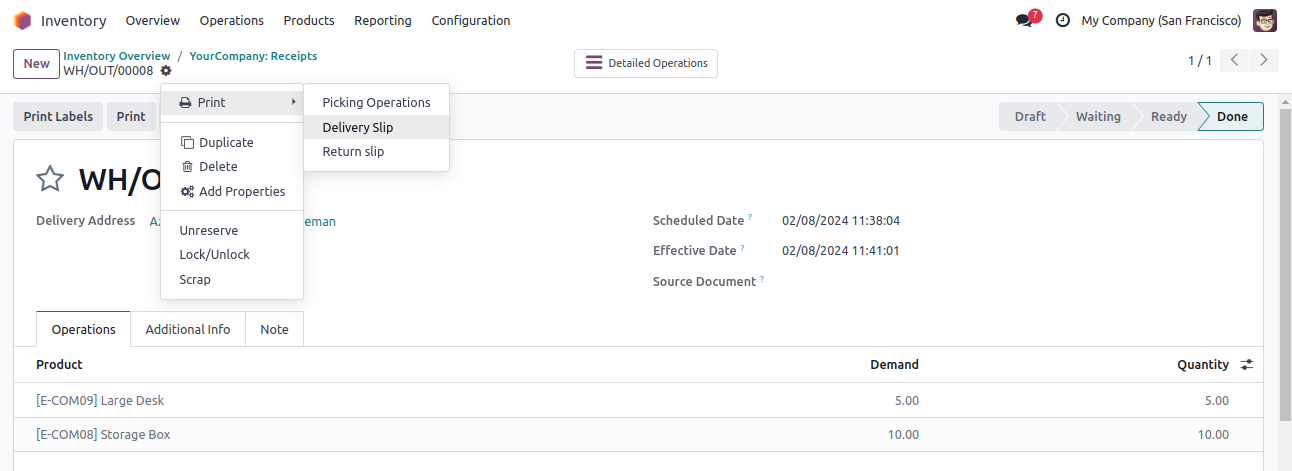 Inventory Overview Operations Products Reporting Configuration 7 My Company (San Francisco)
New Inventory Overview / YourCompany: Receipts
WH/OUT/00008
Detailed Operations
1 / 1
Print Labels Print
Print
Duplicate
Delete
Add Properties
Unreserve
Lock/Unlock
Scrap
Picking Operations
Delivery Slip
Return slip
Draft Waiting Ready Done
WH/O
Delivery Address
eman
Scheduled Date ? 02/08/2024 11:38:04
Effective Date ? 02/08/2024 11:41:01
Source Document ?
Operations Additional Info Note
Product Demand Quantity
[E-COM09] Large Desk 5.00 5.00
[E-COM08] Storage Box 10.00 10.00